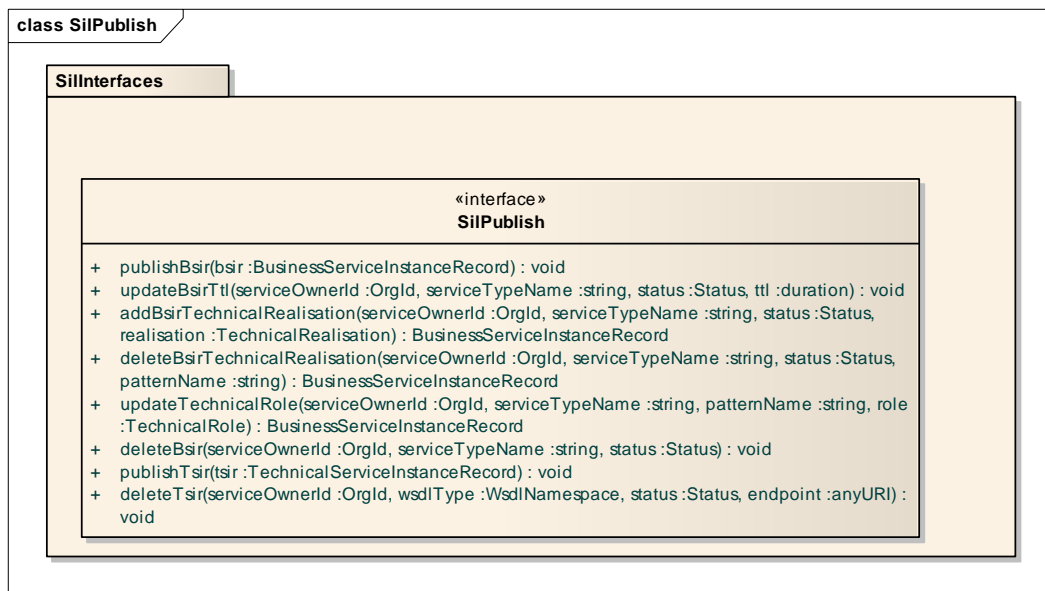 class SilPublish
SilInterfaces
«interface»
SilPublish
+ publishBsir(bsir :BusinessServiceInstanceRecord) : void
+ updateBsirTtl(serviceOwnerId :OrgId, serviceTypeName :string, status :Status, ttl :duration) : void
+ addBsirTechnicalRealisation(serviceOwnerId :OrgId, serviceTypeName :string, status :Status,
realisation :TechnicalRealisation) : BusinessServiceInstanceRecord
+ deleteBsirTechnicalRealisation(serviceOwnerId :OrgId, serviceTypeName :string, status :Status,
patternName :string) : BusinessServiceInstanceRecord
+ updateTechnicalRole(serviceOwnerId :OrgId, serviceTypeName :string, patternName :string, role
:TechnicalRole) : BusinessServiceInstanceRecord
+ deleteBsir(serviceOwnerId :OrgId, serviceTypeName :string, status :Status) : void
+ publishTsir(tsir :TechnicalServiceInstanceRecord) : void
+ deleteTsir(serviceOwnerId :OrgId, wsdlType :WsdlNamespace, status :Status, endpoint :anyURI) :
void